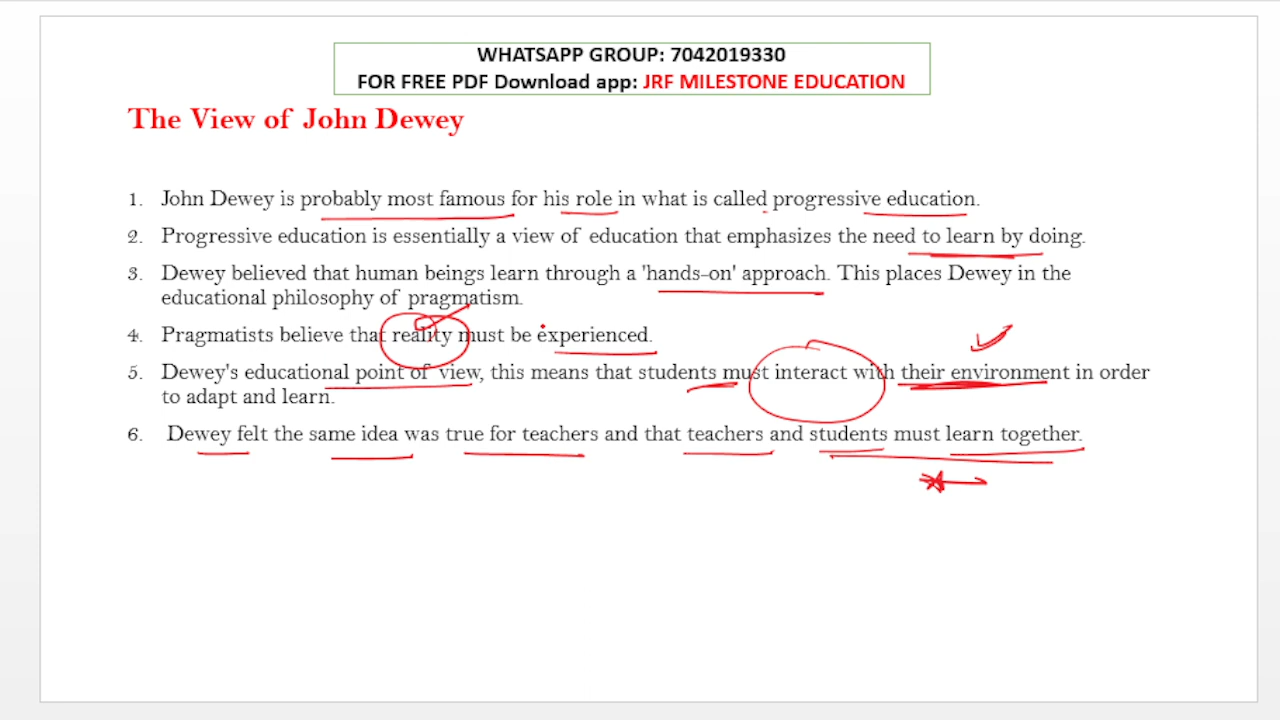 WHATSAPP GROUP: 7042019330
FOR FREE PDF Download app: JRF MILESTONE EDUCATION
The View of John Dewey
1. John Dewey is probably most famous for his role in what is called progressive education.
2. Progressive education is essentially a view of education that emphasizes the need to learn by doing.
3. Dewey believed that human beings learn through a 'hands-on' approach. This places Dewey in the
educational philosophy of pragmatism.
4. Pragmatists believe that reality must be experienced.
5. Dewey's educational point of view, this means that students must interact with their environment in order
to adapt and learn.
6. Dewey felt the same idea was true for teachers and that teachers and students must learn together.